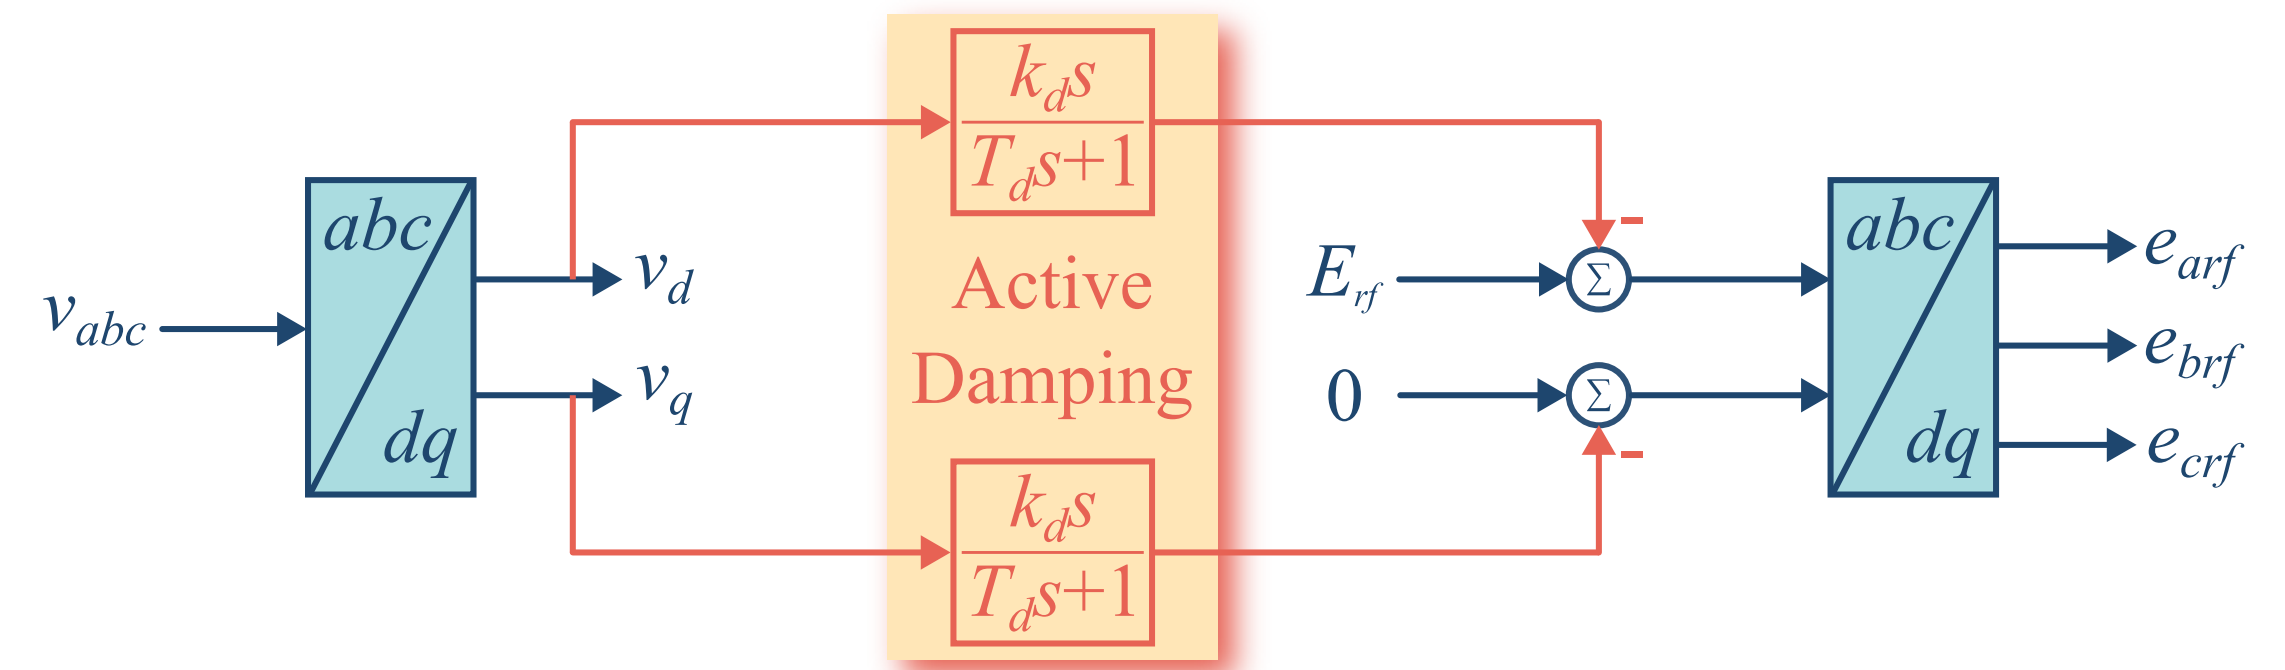 v_abc
abc
dq
v_d
v_q
k_d s
T_d s+1
Active
Damping
k_d s
T_d s+1
E_rf
-
Σ
0
Σ
-
abc
dq
e_arf
e_brf
e_crf